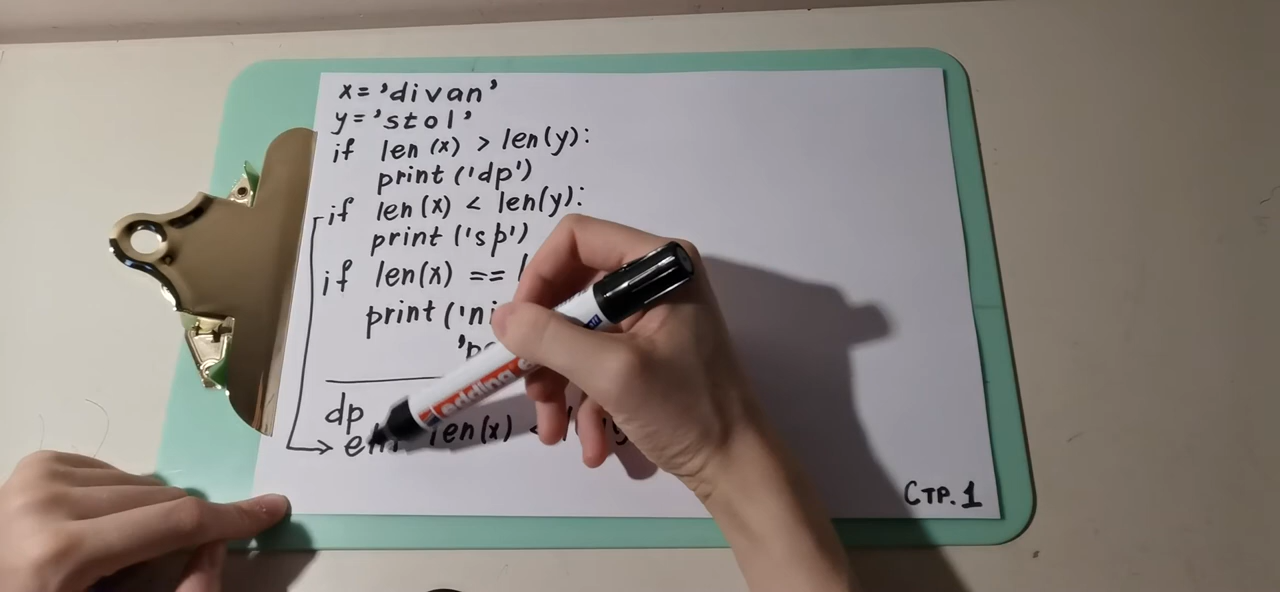 x = 'divan'
y = 'stol'
if len(x) > len(y):
print ('dp')
if len(x) < len(y):
print ('sp')
if len(x) ==
print ('ni
dp
len(x) <
edding
Стр. 1